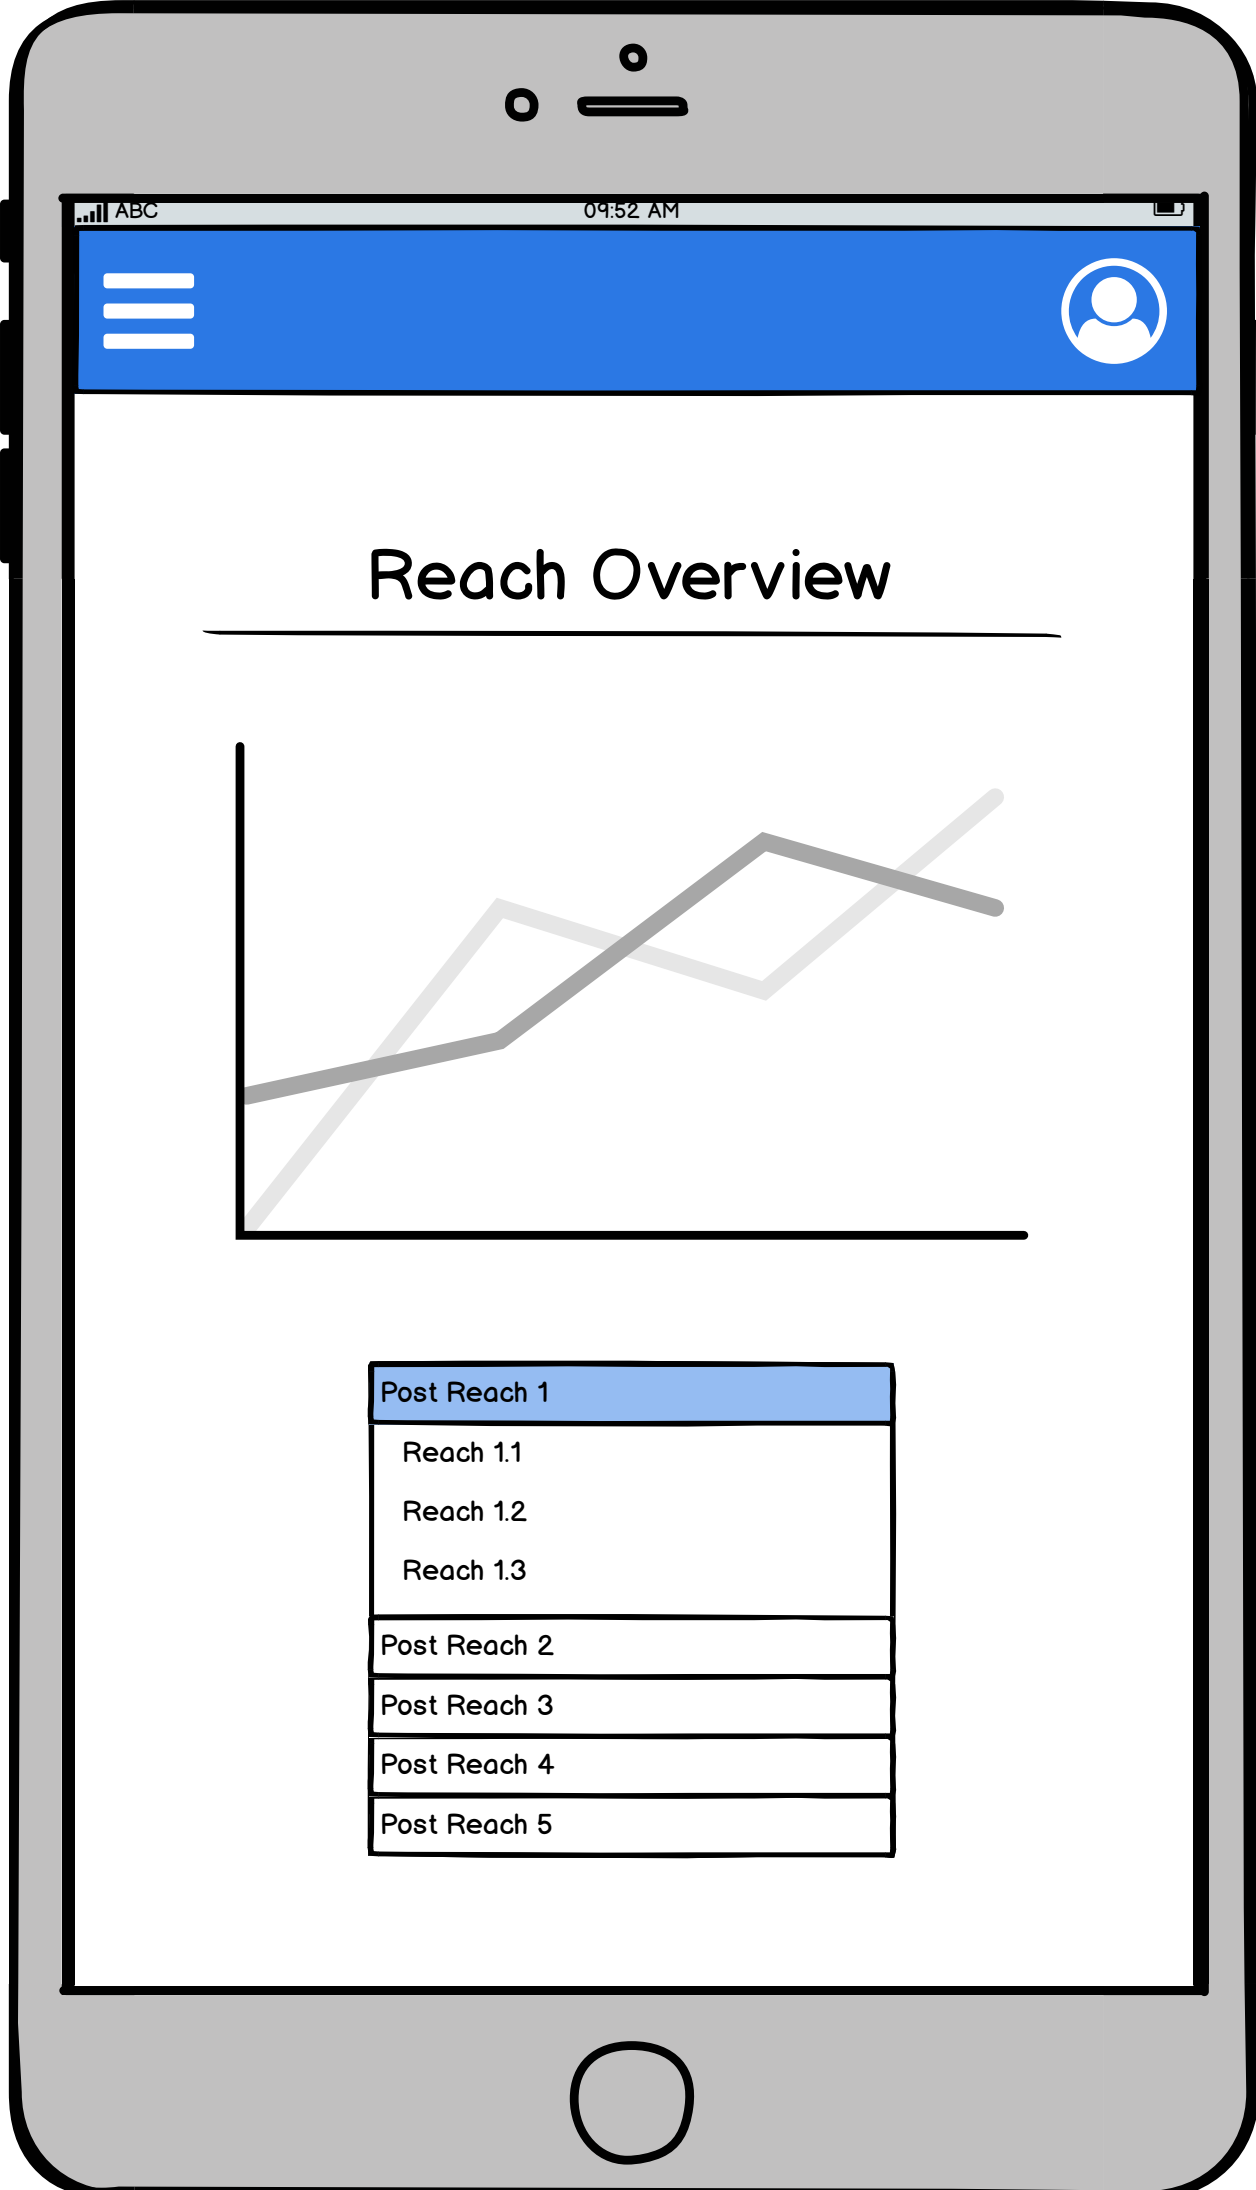 ABC
09:52 AM
Reach Overview
Post Reach 1
Reach 1.1
Reach 1.2
Reach 1.3
Post Reach 2
Post Reach 3
Post Reach 4
Post Reach 5